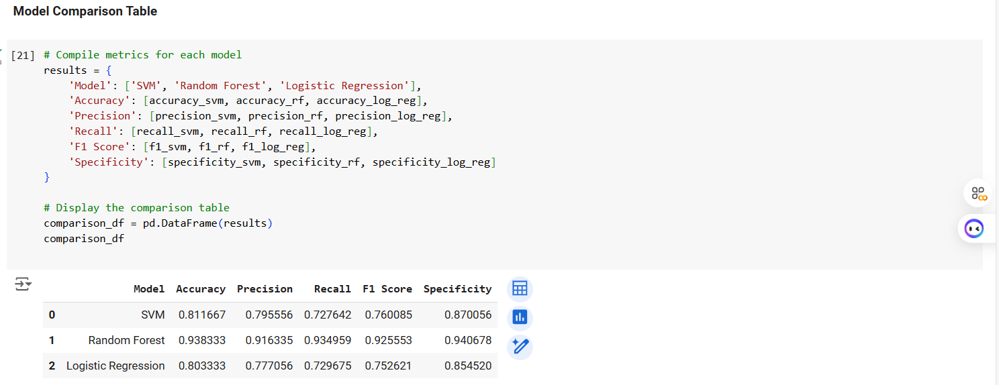 Model Comparison Table
[21] # Compile metrics for each model
results = {
    'Model': ['SVM', 'Random Forest', 'Logistic Regression'],
    'Accuracy': [accuracy_svm, accuracy_rf, accuracy_log_reg],
    'Precision': [precision_svm, precision_rf, precision_log_reg],
    'Recall': [recall_svm, recall_rf, recall_log_reg],
    'F1 Score': [f1_svm, f1_rf, f1_log_reg],
    'Specificity': [specificity_svm, specificity_rf, specificity_log_reg]
}
# Display the comparison table
comparison_df = pd.DataFrame(results)
comparison_df
Model Accuracy Precision Recall F1 Score Specificity
0 SVM 0.811667 0.795556 0.727642 0.760085 0.870056
1 Random Forest 0.938333 0.916335 0.934959 0.925553 0.940678
2 Logistic Regression 0.803333 0.777056 0.729675 0.752621 0.854520